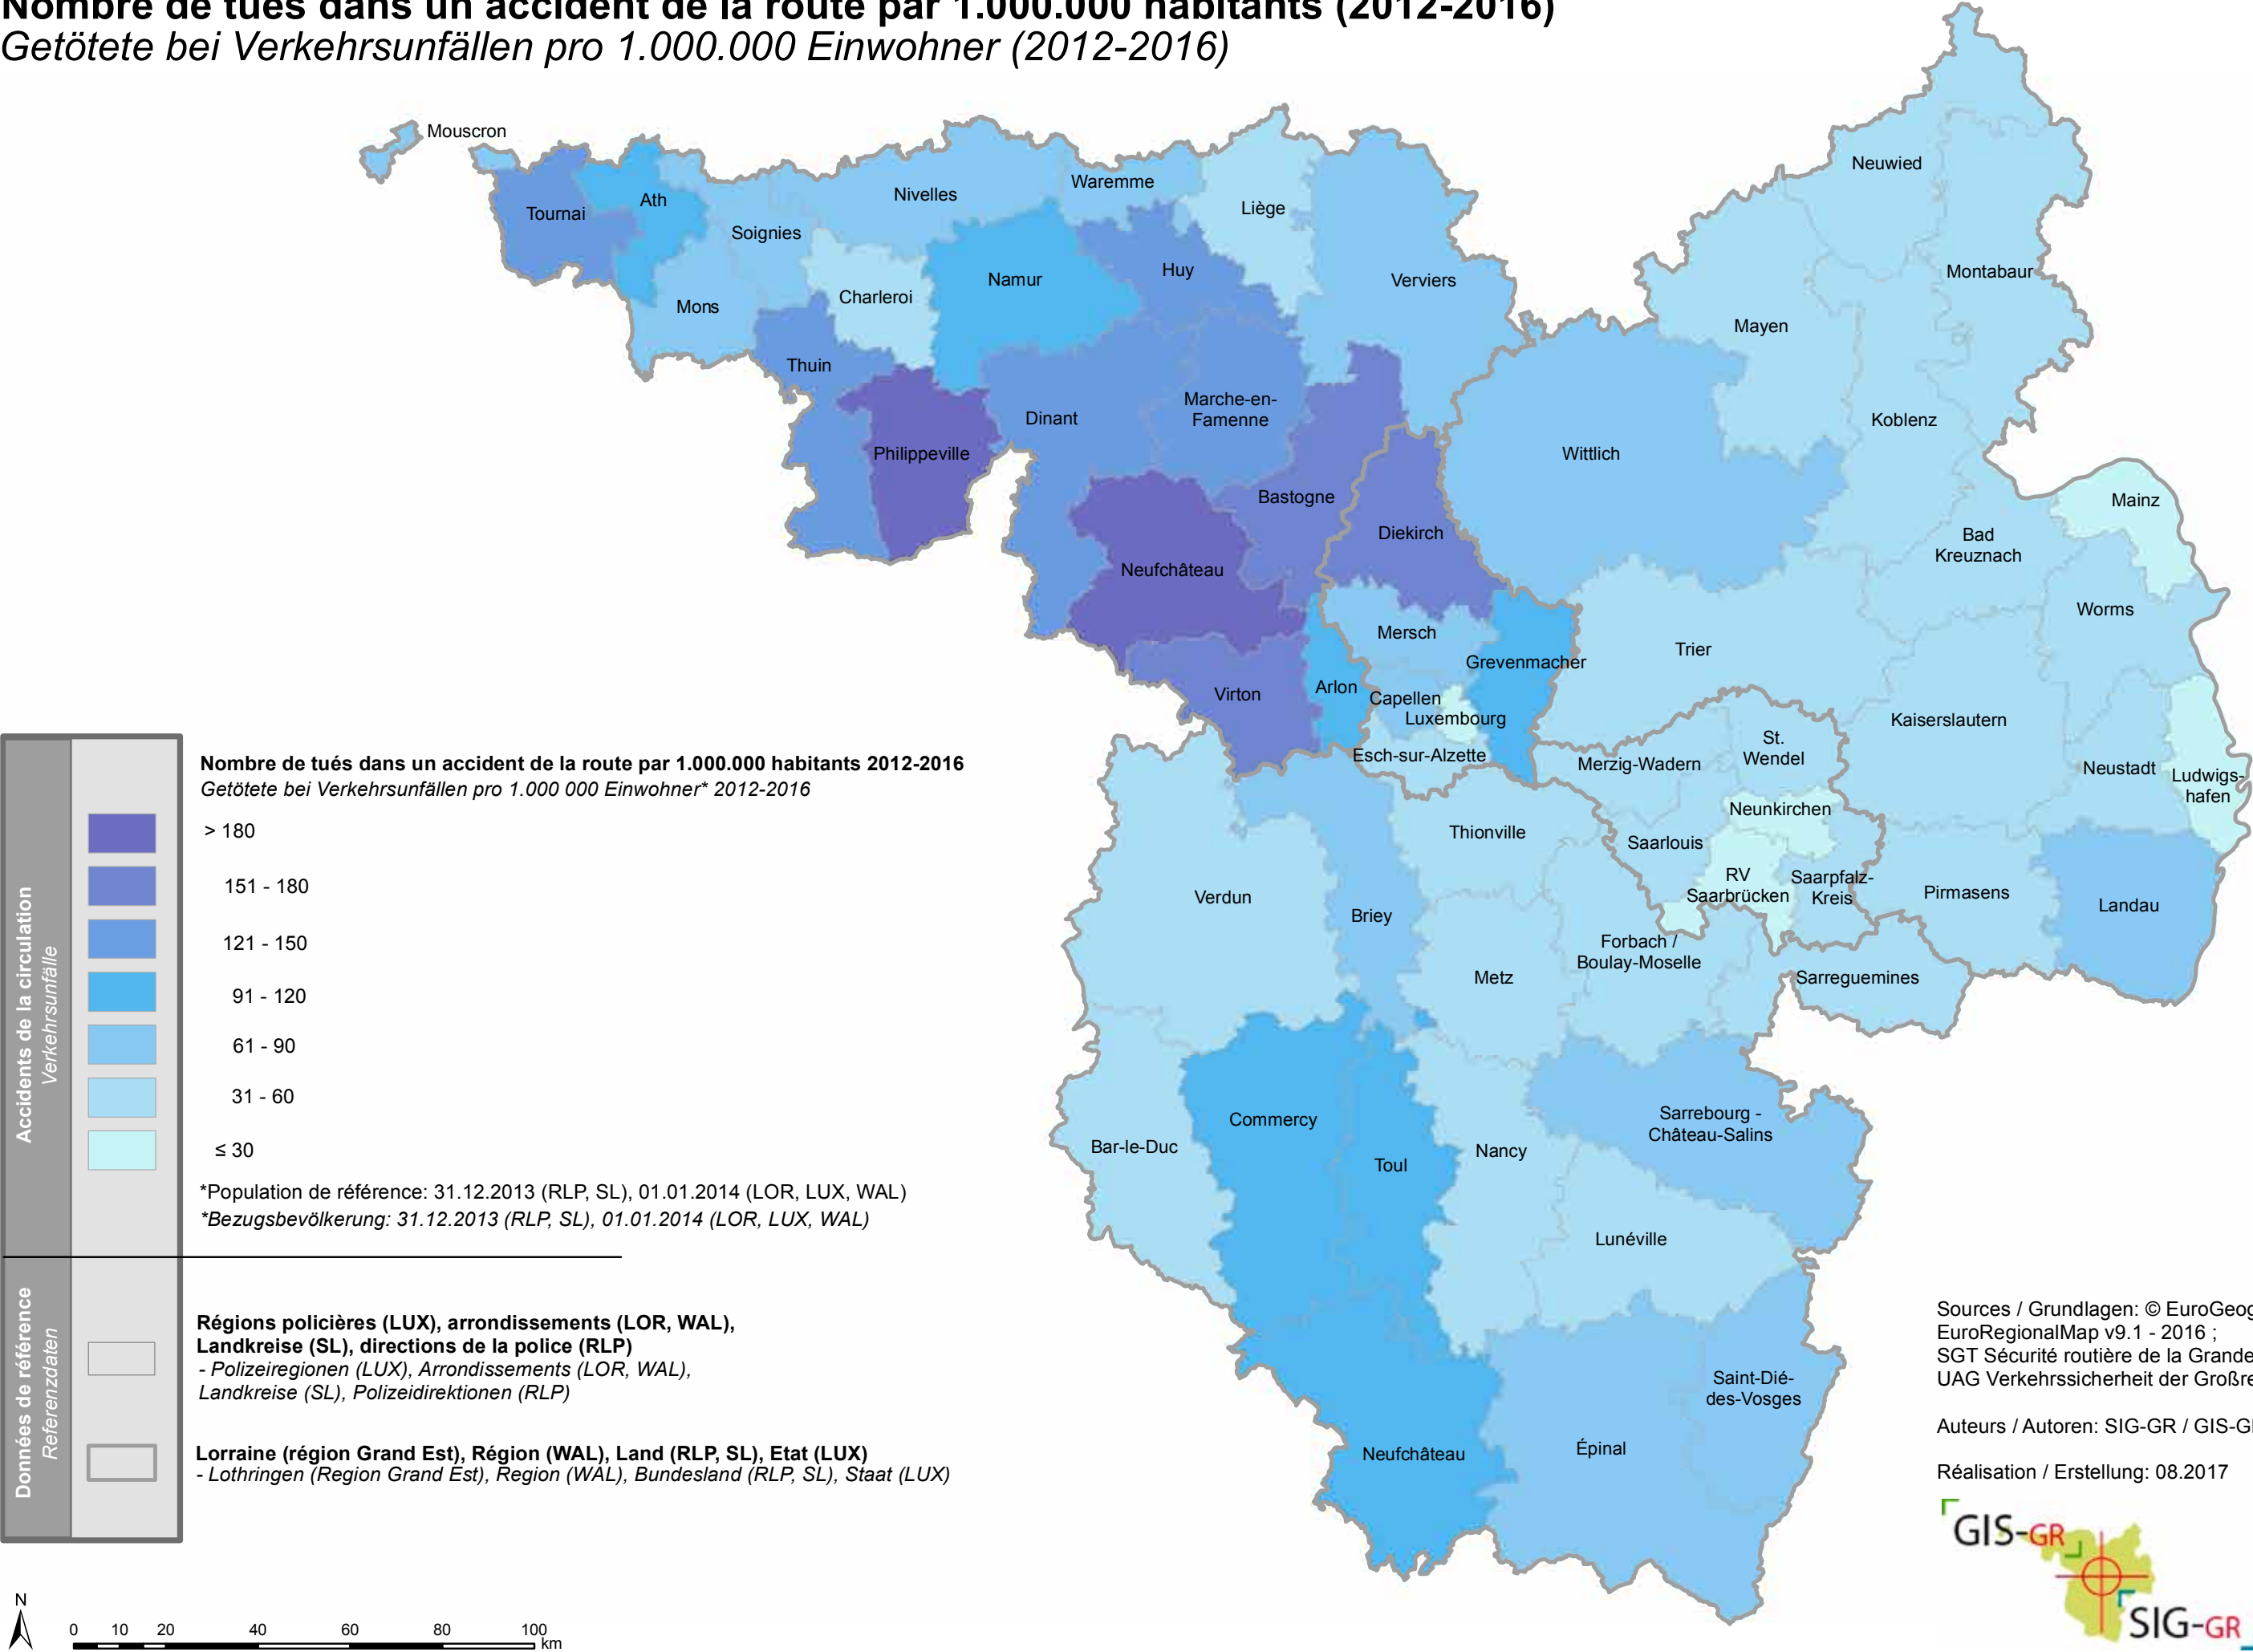 Nombre de tués dans un accident de la route par 1.000.000 habitants (2012-2016)
Getötete bei Verkehrsunfällen pro 1.000.000 Einwohner (2012-2016)
Mouscron
Tournai
Ath
Soignies
Nivelles
Waremme
Liège
Neuwied
Mons
Charleroi
Namur
Huy
Verviers
Montabaur
Mayen
Thuin
Dinant
Marche-en-
Famenne
Koblenz
Philippeville
Wittlich
Bastogne
Diekirch
Mainz
Bad
Kreuznach
Neufchâteau
Worms
Mersch
Grevenmacher
Trier
Virton
Arlon
Capellen
Luxembourg
Esch-sur-Alzette
Kaiserslautern
Merzig-Wadern
St.
Wendel
Neustadt
Ludwigs-
hafen
Neunkirchen
Thionville
Saarlouis
RV
Saarbrücken
Saarpfalz-
Kreis
Pirmasens
Landau
Verdun
Briey
Metz
Forbach /
Boulay-Moselle
Sarreguemines
Commercy
Bar-le-Duc
Toul
Nancy
Sarrebourg -
Château-Salins
Lunéville
Saint-Dié-
des-Vosges
Neufchâteau
Épinal
Accidents de la circulation
Verkehrsunfälle
Nombre de tués dans un accident de la route par 1.000.000 habitants 2012-2016
Getötete bei Verkehrsunfällen pro 1.000 000 Einwohner* 2012-2016
> 180
151 - 180
121 - 150
91 - 120
61 - 90
31 - 60
≤ 30
*Population de référence: 31.12.2013 (RLP, SL), 01.01.2014 (LOR, LUX, WAL)
*Bezugsbevölkerung: 31.12.2013 (RLP, SL), 01.01.2014 (LOR, LUX, WAL)
Données de référence
Referenzdaten
Régions policières (LUX), arrondissements (LOR, WAL),
Landkreise (SL), directions de la police (RLP)
- Polizeiregionen (LUX), Arrondissements (LOR, WAL),
Landkreise (SL), Polizeidirektionen (RLP)
Lorraine (région Grand Est), Région (WAL), Land (RLP, SL), Etat (LUX)
- Lothringen (Region Grand Est), Region (WAL), Bundesland (RLP, SL), Staat (LUX)
N
0 10 20 40 60 80 100
km
Sources / Grundlagen: ©
EuroRegionalMap v9.1 - 2016 ;
SGT Sécurité routière de la Grande
UAG Verkehrssicherheit der
Auteurs / Autoren: SIG-GR /
Réalisation / Erstellung: 08.2017
GIS-GR
SIG-GR